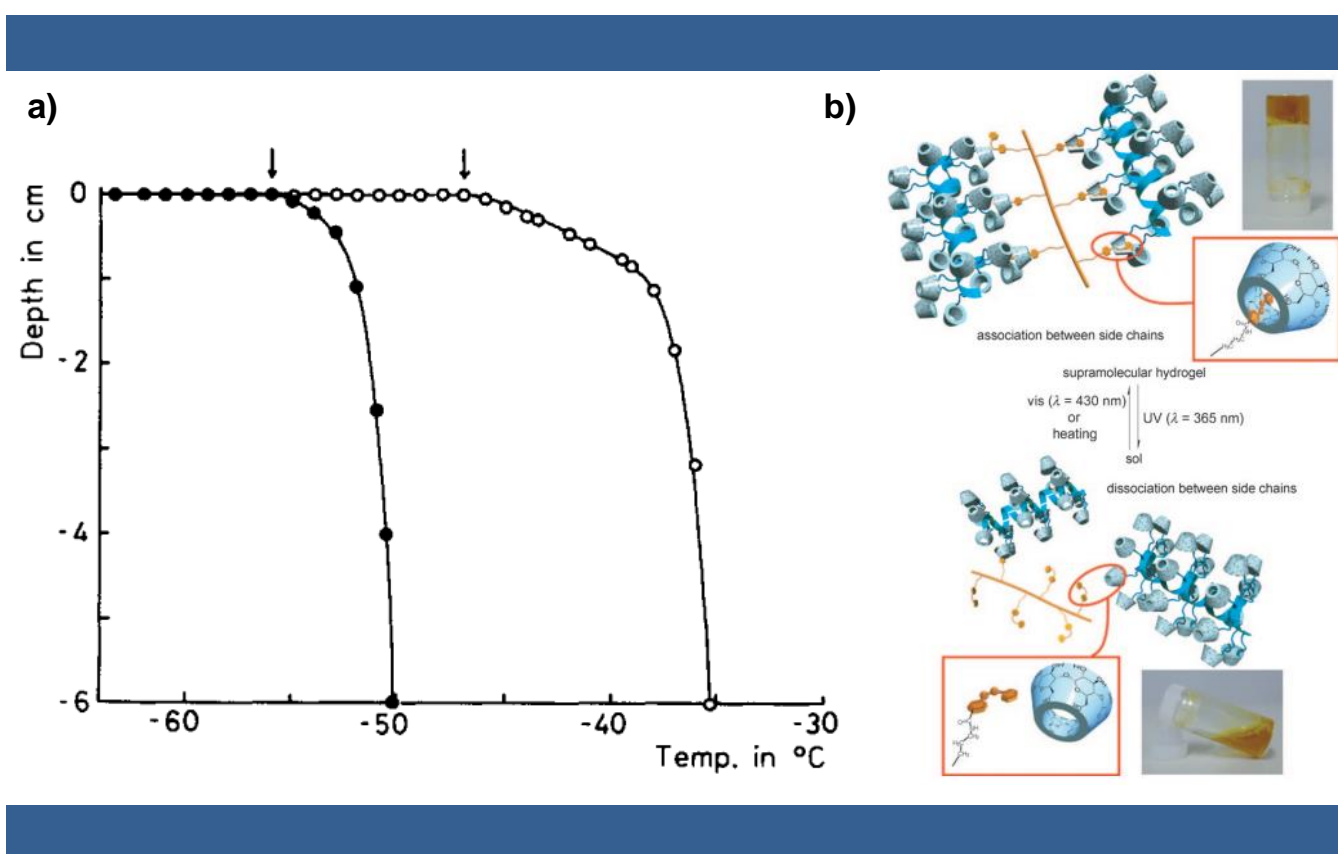 a)
0
-2
-4
-6
Depth in cm
-60
-50
-40
-30
Temp. in °C
b)
association between side chains
supramolecular hydrogel
vis (λ = 430 nm)
or
heating
UV (λ = 365 nm)
sol
dissociation between side chains